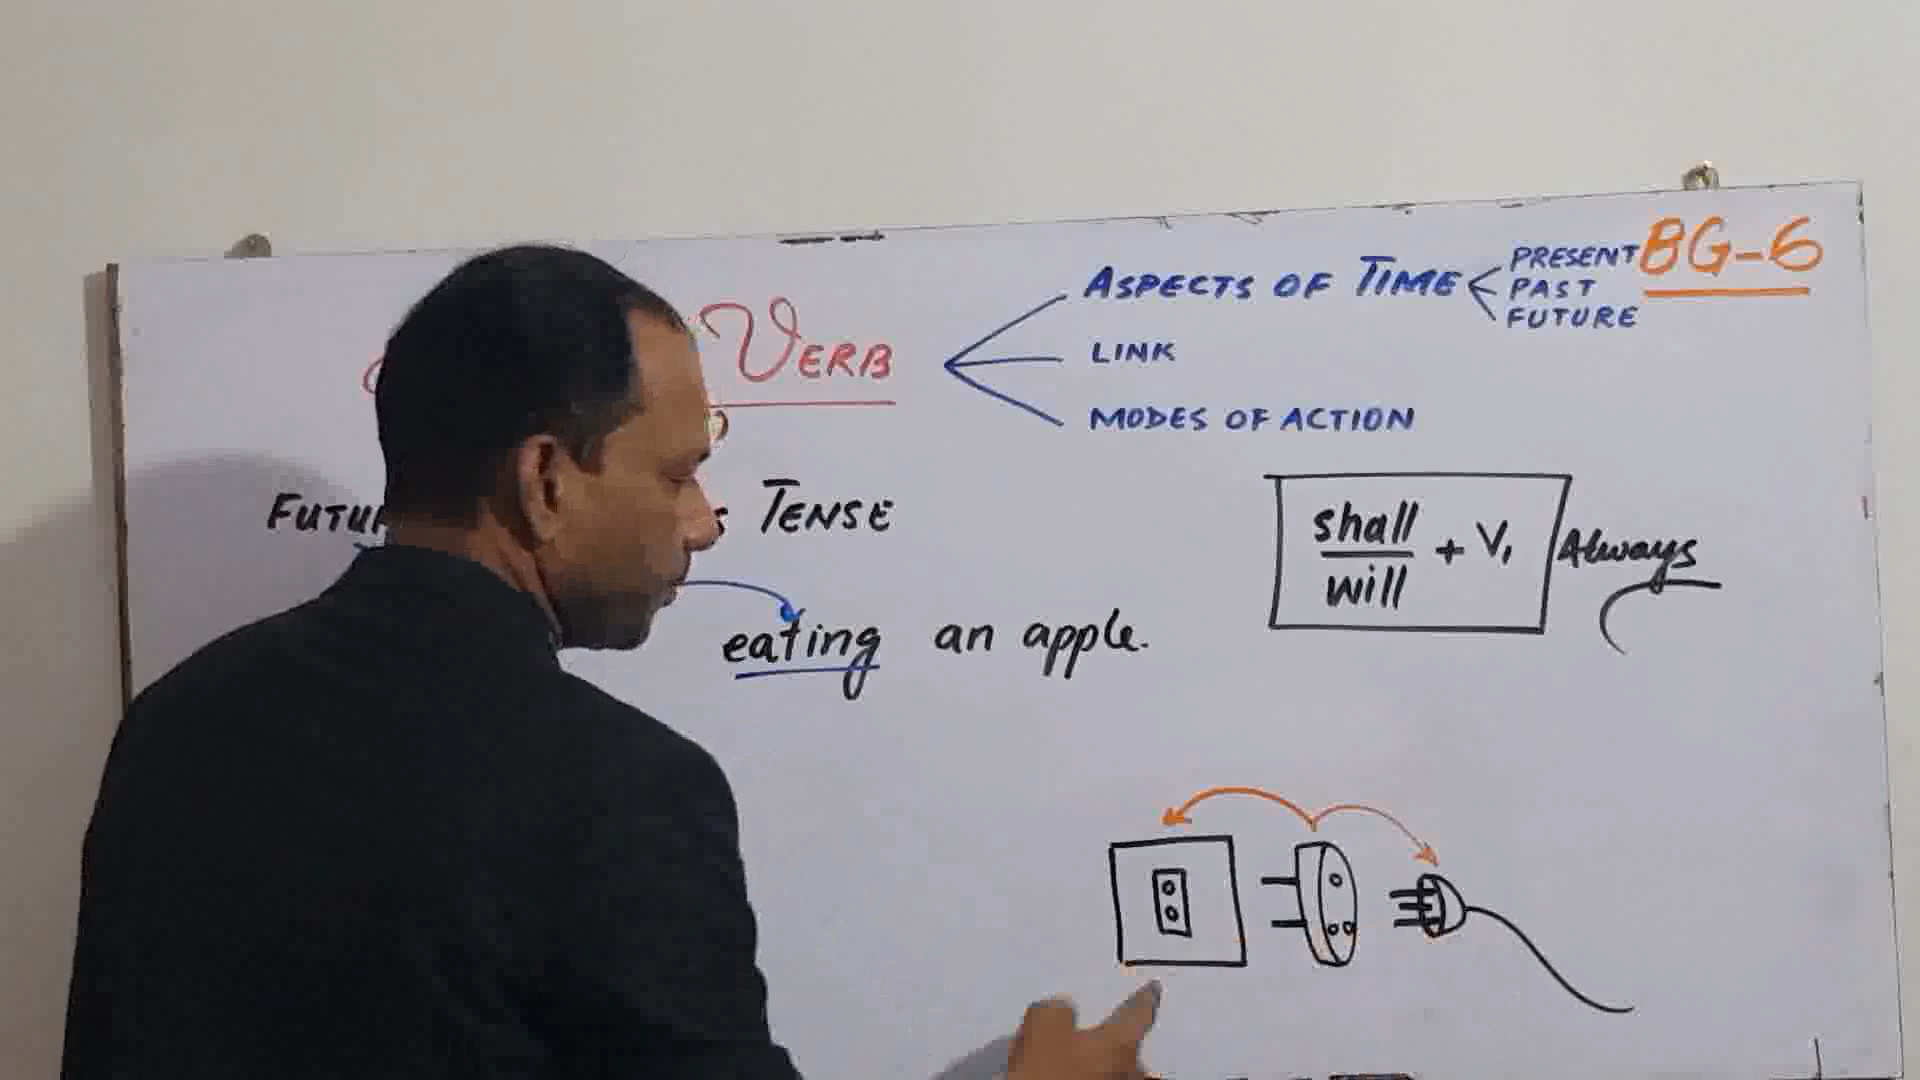 VERB
ASPECTS OF TIME
PRESENT
PAST
FUTURE
BG-6
LINK
MODES OF ACTION
TENSE
shall
will
+ V₁
Always
eating an apple.